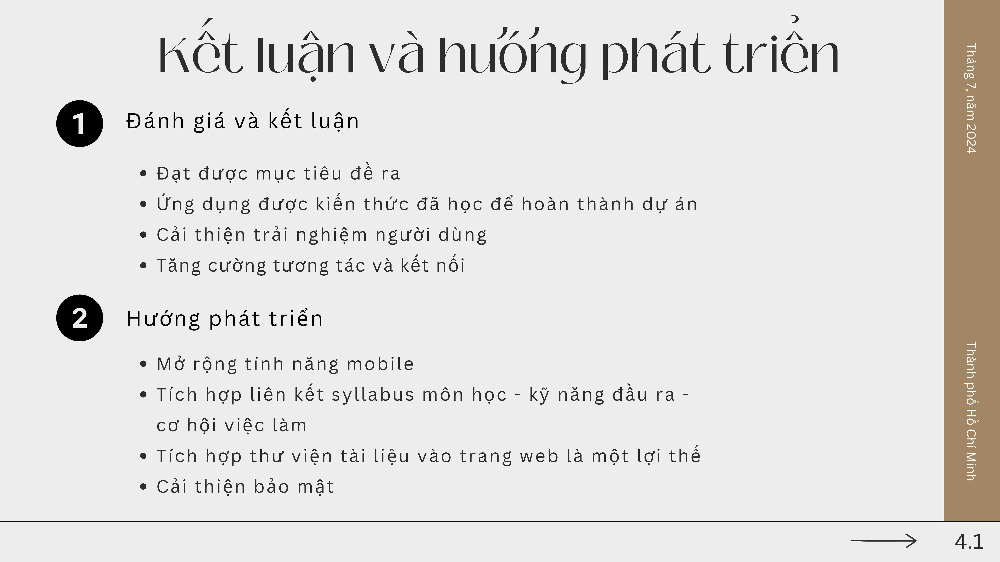 Kết luận và hướng phát triển
1
Đánh giá và kết luận
• Đạt được mục tiêu đề ra
• Ứng dụng được kiến thức đã học để hoàn thành dự án
• Cải thiện trải nghiệm người dùng
• Tăng cường tương tác và kết nối
2
Hướng phát triển
• Mở rộng tính năng mobile
• Tích hợp liên kết syllabus môn học - kỹ năng đầu ra -
cơ hội việc làm
• Tích hợp thư viện tài liệu vào trang web là một lợi thế
• Cải thiện bảo mật
Tháng 7, năm 2024
Thành phố Hồ Chí Minh
4.1